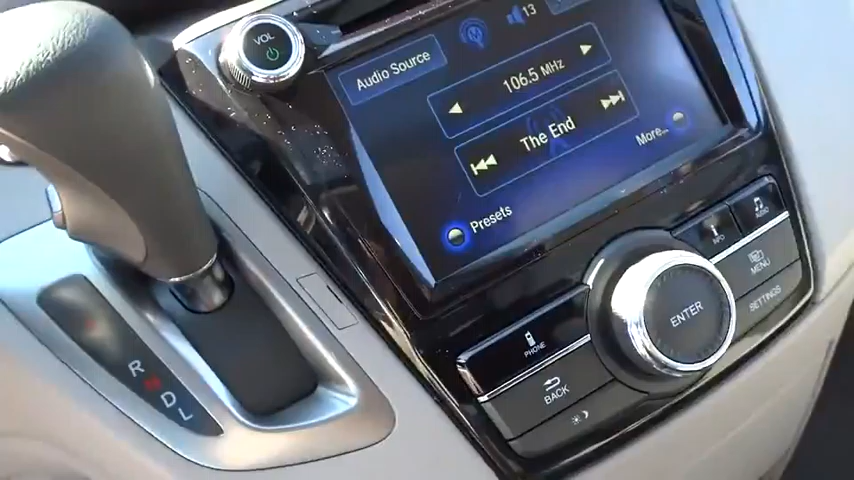 VOL
13
Audio Source
106.5 MHz
The End
More...
Presets
AUDIO
INFO
MENU
SETTINGS
ENTER
PHONE
BACK
R
D
L